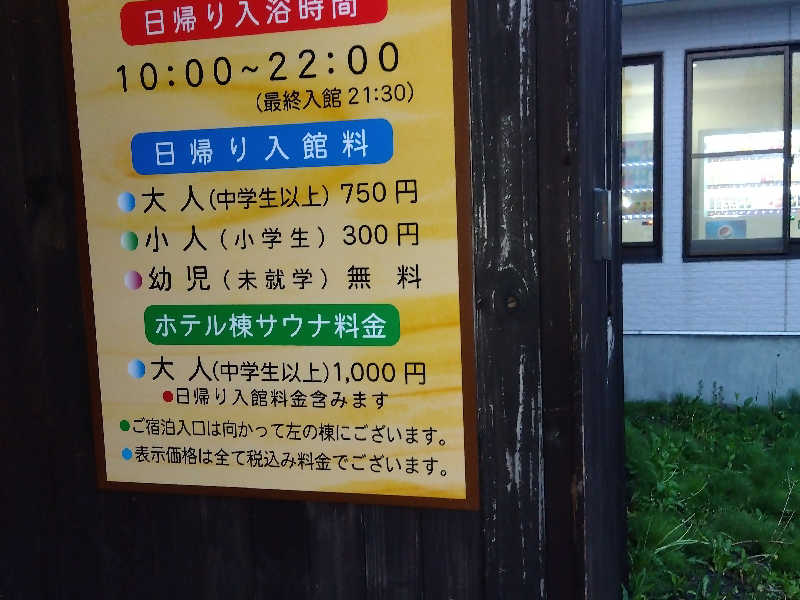 日帰り入浴時間
10:00~22:00
(最終入館 21:30)
日帰り入館料
大人(中学生以上) 750円
小人(小学生) 300円
幼児(未就学) 無料
ホテル棟サウナ料金
大人(中学生以上) 1,000円
●日帰り入館料金含みます
●ご宿泊入口は向かって左の棟にございます。
●表示価格は全て税込み料金でございます。